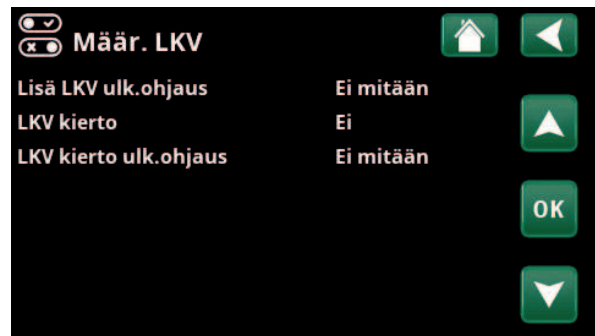 Määr. LKV
Lisä LKV ulk.ohjaus Ei mitään
LKV kierto Ei
LKV kierto ulk.ohjaus Ei mitään
OK